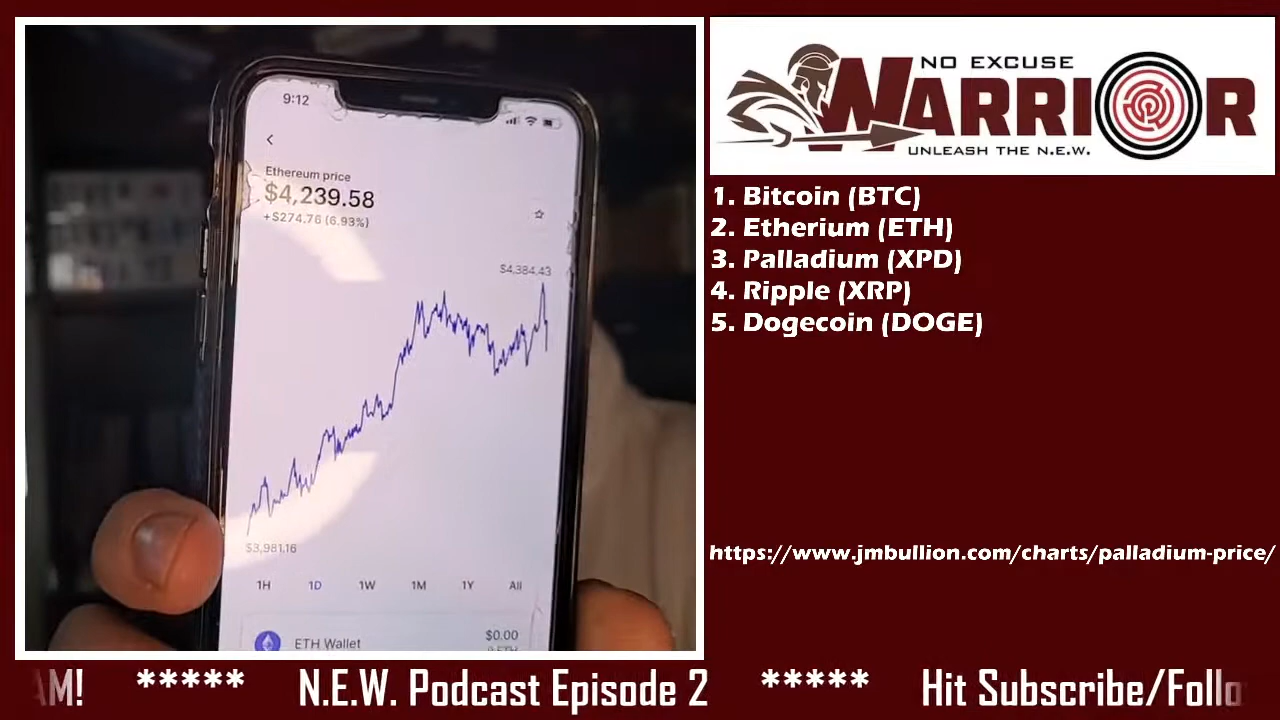 9:12
Ethereum price
$4,239.58
+$274.76 (6.93%)
$4,384.43
$3,981.16
1H 1D 1W 1M 1Y All
ETH Wallet $0.00
0 ETH
NO EXCUSE
WARRIOR
UNLEASH THE N.E.W.
1. Bitcoin (BTC)
2. Etherium (ETH)
3. Palladium (XPD)
4. Ripple (XRP)
5. Dogecoin (DOGE)
https://www.jmbullion.com/charts/palladium-price/
AM! ***** N.E.W. Podcast Episode 2 ***** Hit Subscribe/Follo